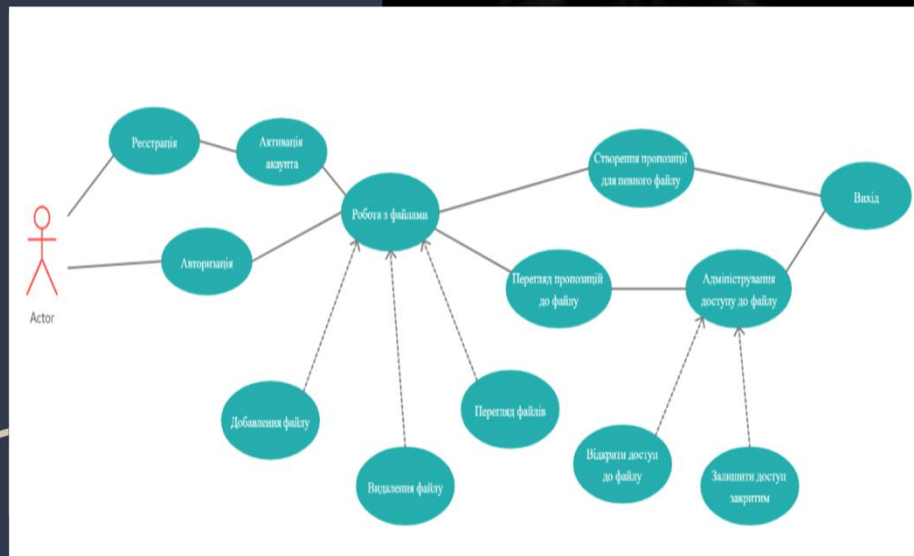 Реєстрація
Активація
акаунта
Створення пропозиції
для певного файлу
Вихід
Робота з файлами
Авторизація
Перегляд пропозицій
до файлу
Адміністрування
доступу до файлу
Actor
Добавлення файлу
Перегляд файлів
Видалення файлу
Відкрити доступ
до файлу
Залишити доступ
закритим